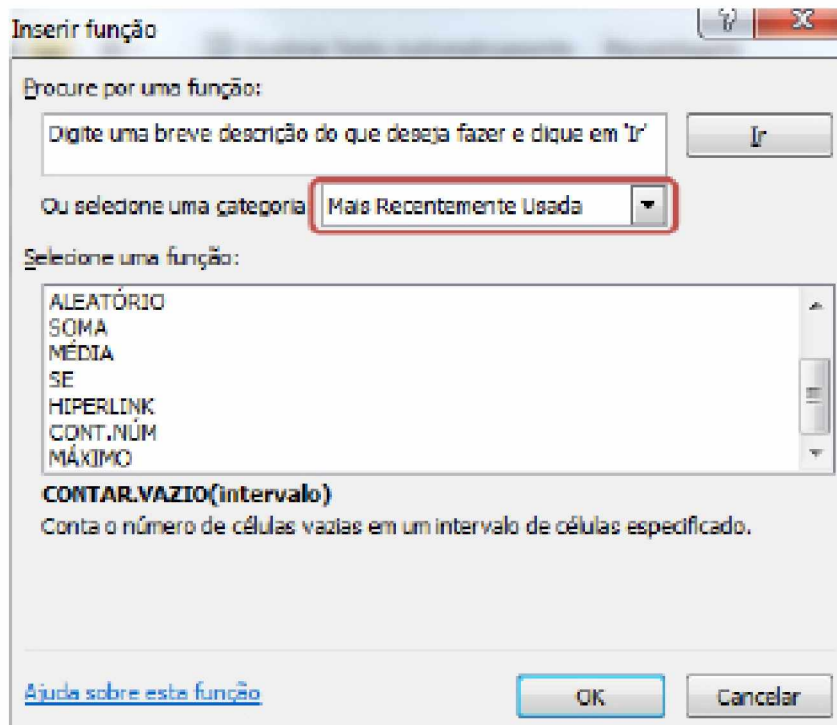 Inserir função
Procure por uma função:
Digite uma breve descrição do que deseja fazer e clique em 'Ir'
Ir
Ou selecione uma categoria
Mais Recentemente Usada
Selecione uma função:
ALEATÓRIO
SOMA
MÉDIA
SE
HIPERLINK
CONT.NÚM
MÁXIMO
CONTAR.VAZIO(intervalo)
Conta o número de células vazias em um intervalo de células especificado.
Ajuda sobre esta função
OK
Cancelar